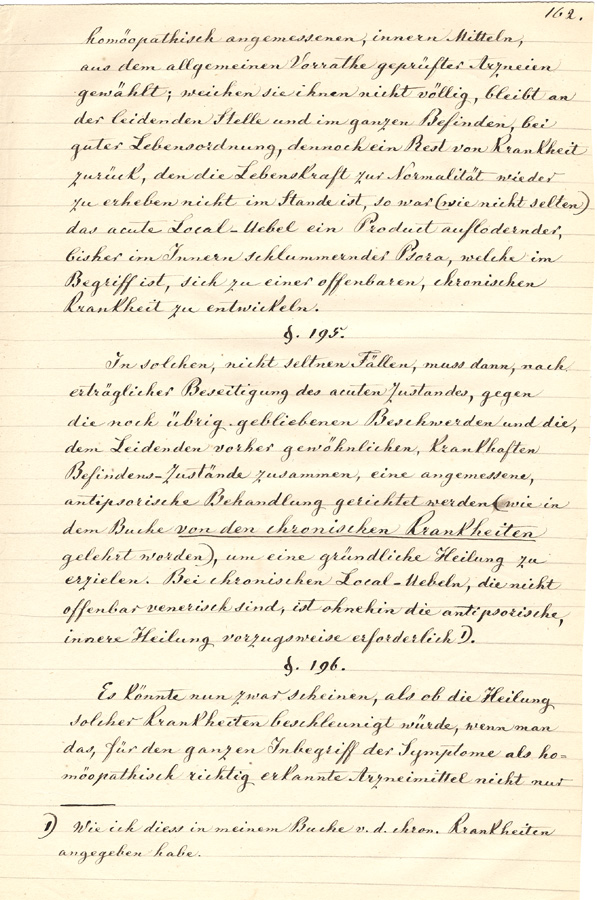 162.
homöopathisch angemessenen, innern Mitteln,
aus dem allgemeinen Vorrathe geprüfter Arzneien
gewählt; weichen sie ihnen nicht völlig, bleibt an
der leidenden Stelle und im ganzen Befinden, bei
guter Lebensordnung, dennoch ein Rest von Krankheit
zurück, den die Lebenskraft zur Normalität wieder
zu erheben nicht im Stande ist, so war (wie nicht selten)
das acute Local-Uebel ein Product auflodernder,
bisher im Innern schlummernder Psora, welche im
Begriff ist, sich zu einer offenbaren, chronischen
Krankheit zu entwickeln.
§. 195.
In solchen, nicht seltnen Fällen, muss dann, nach
erträglicher Beseitigung des acuten Zustandes, gegen
die noch übrig gebliebenen Beschwerden und die,
dem Leidenden vorher gewöhnlichen, krankhaften
Befindens-Zustände zusammen, eine angemessene,
antipsorische Behandlung gerichtet werden (wie in
dem Buche von den chronischen Krankheiten
gelehrt worden), um eine gründliche Heilung zu
erzielen. Bei chronischen Local-Uebeln, die nicht
offenbar venerisch sind, ist ohnehin die antipsorische,
innere Heilung vorzugsweise erforderlich 1).
§. 196.
Es könnte nun zwar scheinen, als ob die Heilung
solcher Krankheiten beschleunigt würde, wenn man
das, für den ganzen Inbegriff der Symptome als ho=
möopathisch richtig erkannte Arzneimittel nicht nur
1) Wie ich diess in meinem Buche v. d. chron. Krankheiten
angegeben habe.